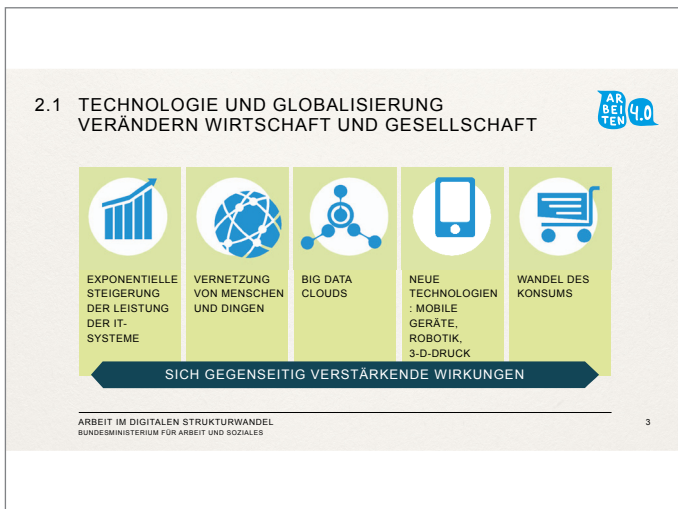 2.1 TECHNOLOGIE UND GLOBALISIERUNG
VERÄNDERN WIRTSCHAFT UND GESELLSCHAFT
AR
BEI
TEN 4.0
EXPONENTIELLE
STEIGERUNG
DER LEISTUNG
DER IT-
SYSTEME
VERNETZUNG
VON MENSCHEN
UND DINGEN
BIG DATA
CLOUDS
NEUE
TECHNOLOGIEN
: MOBILE
GERÄTE,
ROBOTIK,
3-D-DRUCK
WANDEL DES
KONSUMS
SICH GEGENSEITIG VERSTÄRKENDE WIRKUNGEN
ARBEIT IM DIGITALEN STRUKTURWANDEL
BUNDESMINISTERIUM FÜR ARBEIT UND SOZIALES
3